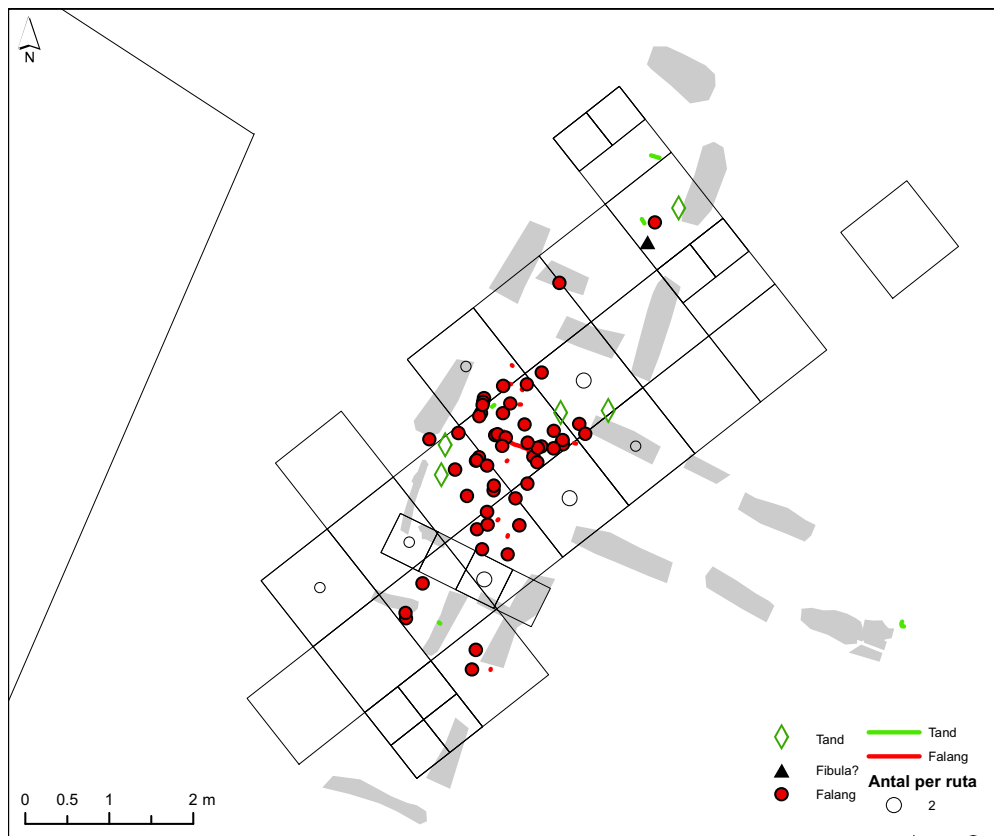 N
Tand
Tand
Fibula?
Falang
Falang
Antal per ruta
2
0 0.5 1 2 m